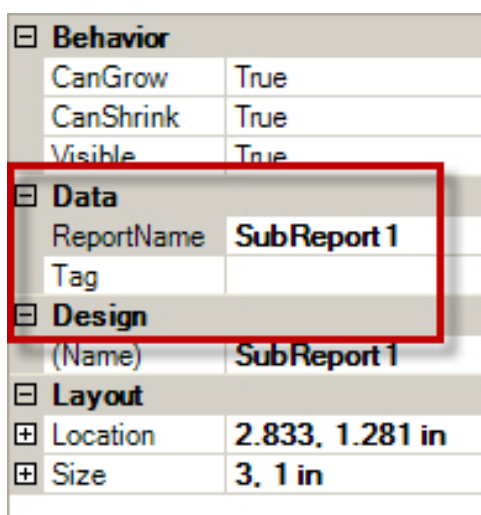 Behavior
CanGrow True
CanShrink True
Visible True
Data
ReportName SubReport1
Tag
Design
(Name) SubReport1
Layout
Location 2.833, 1.281 in
Size 3, 1 in